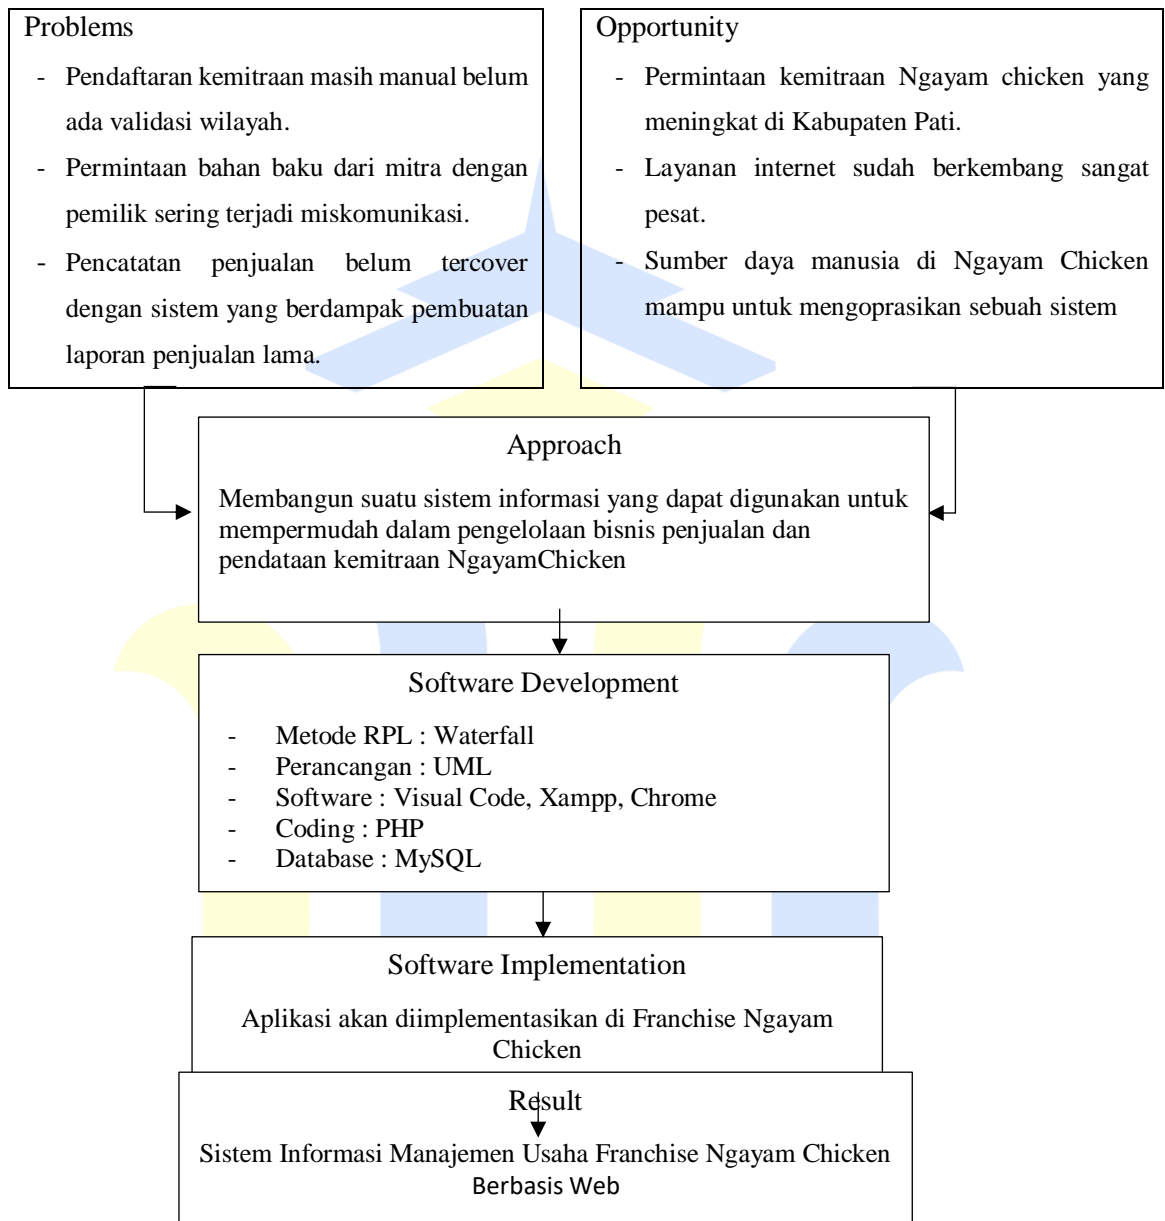 Problems
- Pendaftaran kemitraan masih manual belum
ada validasi wilayah.
- Permintaan bahan baku dari mitra dengan
pemilik sering terjadi miskomunikasi.
- Pencatatan penjualan belum tercover
dengan sistem yang berdampak pembuatan
laporan penjualan lama.
Opportunity
- Permintaan kemitraan Ngayam chicken yang
meningkat di Kabupaten Pati.
- Layanan internet sudah berkembang sangat
pesat.
- Sumber daya manusia di Ngayam Chicken
mampu untuk mengoprasikan sebuah sistem
Approach
Membangun suatu sistem informasi yang dapat digunakan untuk
mempermudah dalam pengelolaan bisnis penjualan dan
pendataan kemitraan NgayamChicken
Software Development
- Metode RPL : Waterfall
- Perancangan : UML
- Software : Visual Code, Xampp, Chrome
- Coding : PHP
- Database : MySQL
Software Implementation
Aplikasi akan diimplementasikan di Franchise Ngayam
Chicken
Result
Sistem Informasi Manajemen Usaha Franchise Ngayam Chicken
Berbasis Web